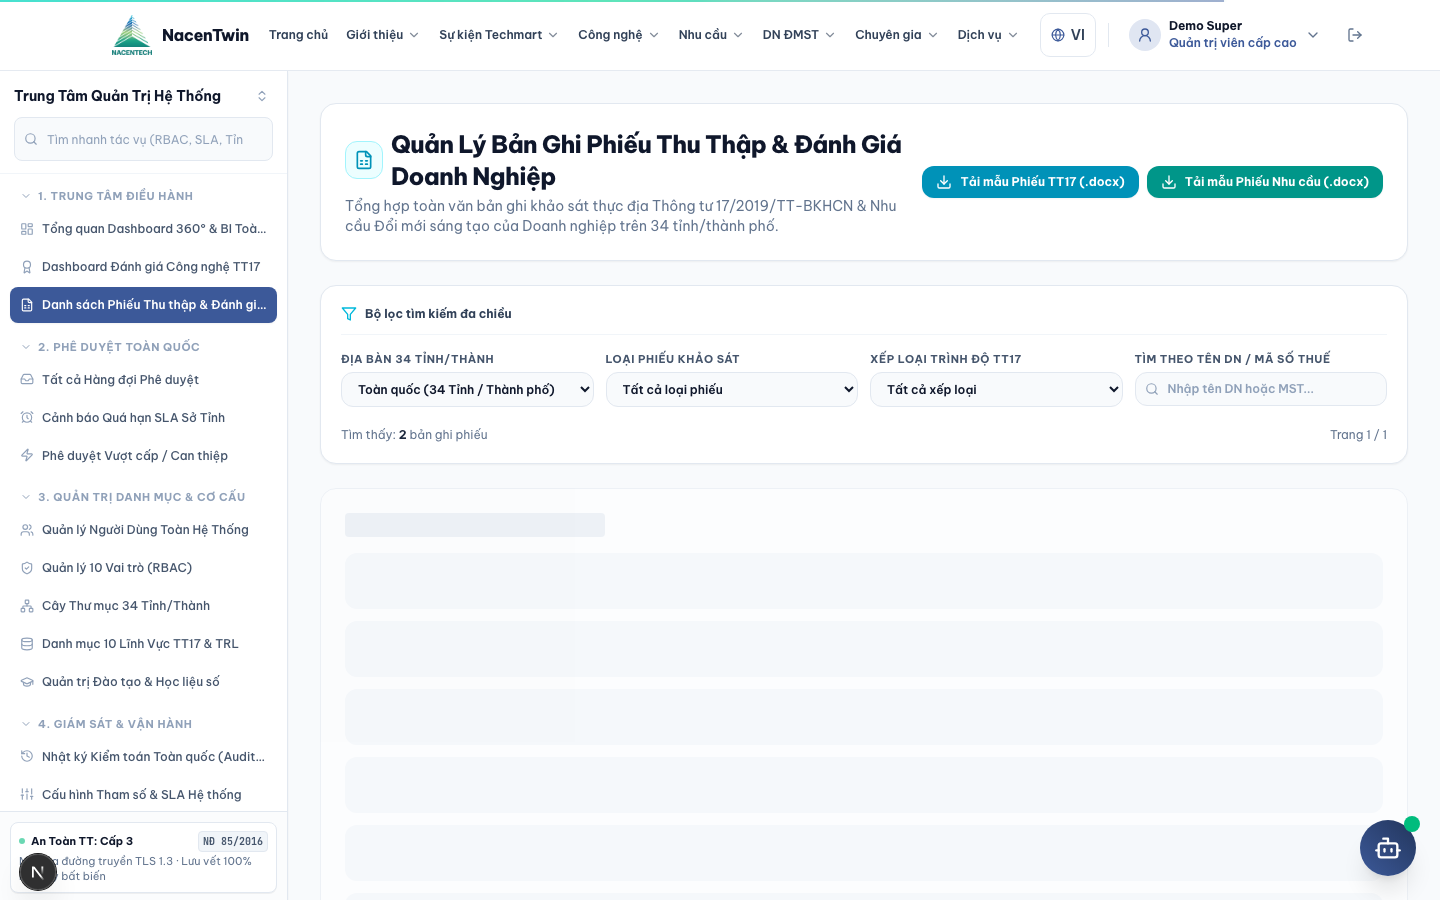 NACENTECH
NacenTwin
Trang chủ
Giới thiệu
Sự kiện Techmart
Công nghệ
Nhu cầu
DN ĐMST
Chuyên gia
Dịch vụ
VI
Demo Super
Quản trị viên cấp cao
Trung Tâm Quản Trị Hệ Thống
Tìm nhanh tác vụ (RBAC, SLA, Tỉn
1. TRUNG TÂM ĐIỀU HÀNH
Tổng quan Dashboard 360° & BI Toà...
Dashboard Đánh giá Công nghệ TT17
Danh sách Phiếu Thu thập & Đánh gi...
2. PHÊ DUYỆT TOÀN QUỐC
Tất cả Hàng đợi Phê duyệt
Cảnh báo Quá hạn SLA Sở Tỉnh
Phê duyệt Vượt cấp / Can thiệp
3. QUẢN TRỊ DANH MỤC & CƠ CẤU
Quản lý Người Dùng Toàn Hệ Thống
Quản lý 10 Vai trò (RBAC)
Cây Thư mục 34 Tỉnh/Thành
Danh mục 10 Lĩnh Vực TT17 & TRL
Quản trị Đào tạo & Học liệu số
4. GIÁM SÁT & VẬN HÀNH
Nhật ký Kiểm toán Toàn quốc (Audit...
Cấu hình Tham số & SLA Hệ thống
An Toàn TT: Cấp 3
NĐ 85/2016
đường truyền TLS 1.3 · Lưu vết 100%
bất biến
Quản Lý Bản Ghi Phiếu Thu Thập & Đánh Giá
Doanh Nghiệp
Tổng hợp toàn văn bản ghi khảo sát thực địa Thông tư 17/2019/TT-BKHCN & Nhu
cầu Đổi mới sáng tạo của Doanh nghiệp trên 34 tỉnh/thành phố.
Tải mẫu Phiếu TT17 (.docx)
Tải mẫu Phiếu Nhu cầu (.docx)
Bộ lọc tìm kiếm đa chiều
ĐỊA BÀN 34 TỈNH/THÀNH
LOẠI PHIẾU KHẢO SÁT
XẾP LOẠI TRÌNH ĐỘ TT17
TÌM THEO TÊN DN / MÃ SỐ THUẾ
Toàn quốc (34 Tỉnh / Thành phố)
Tất cả loại phiếu
Tất cả xếp loại
Nhập tên DN hoặc MST...
Tìm thấy: 2 bản ghi phiếu
Trang 1 / 1